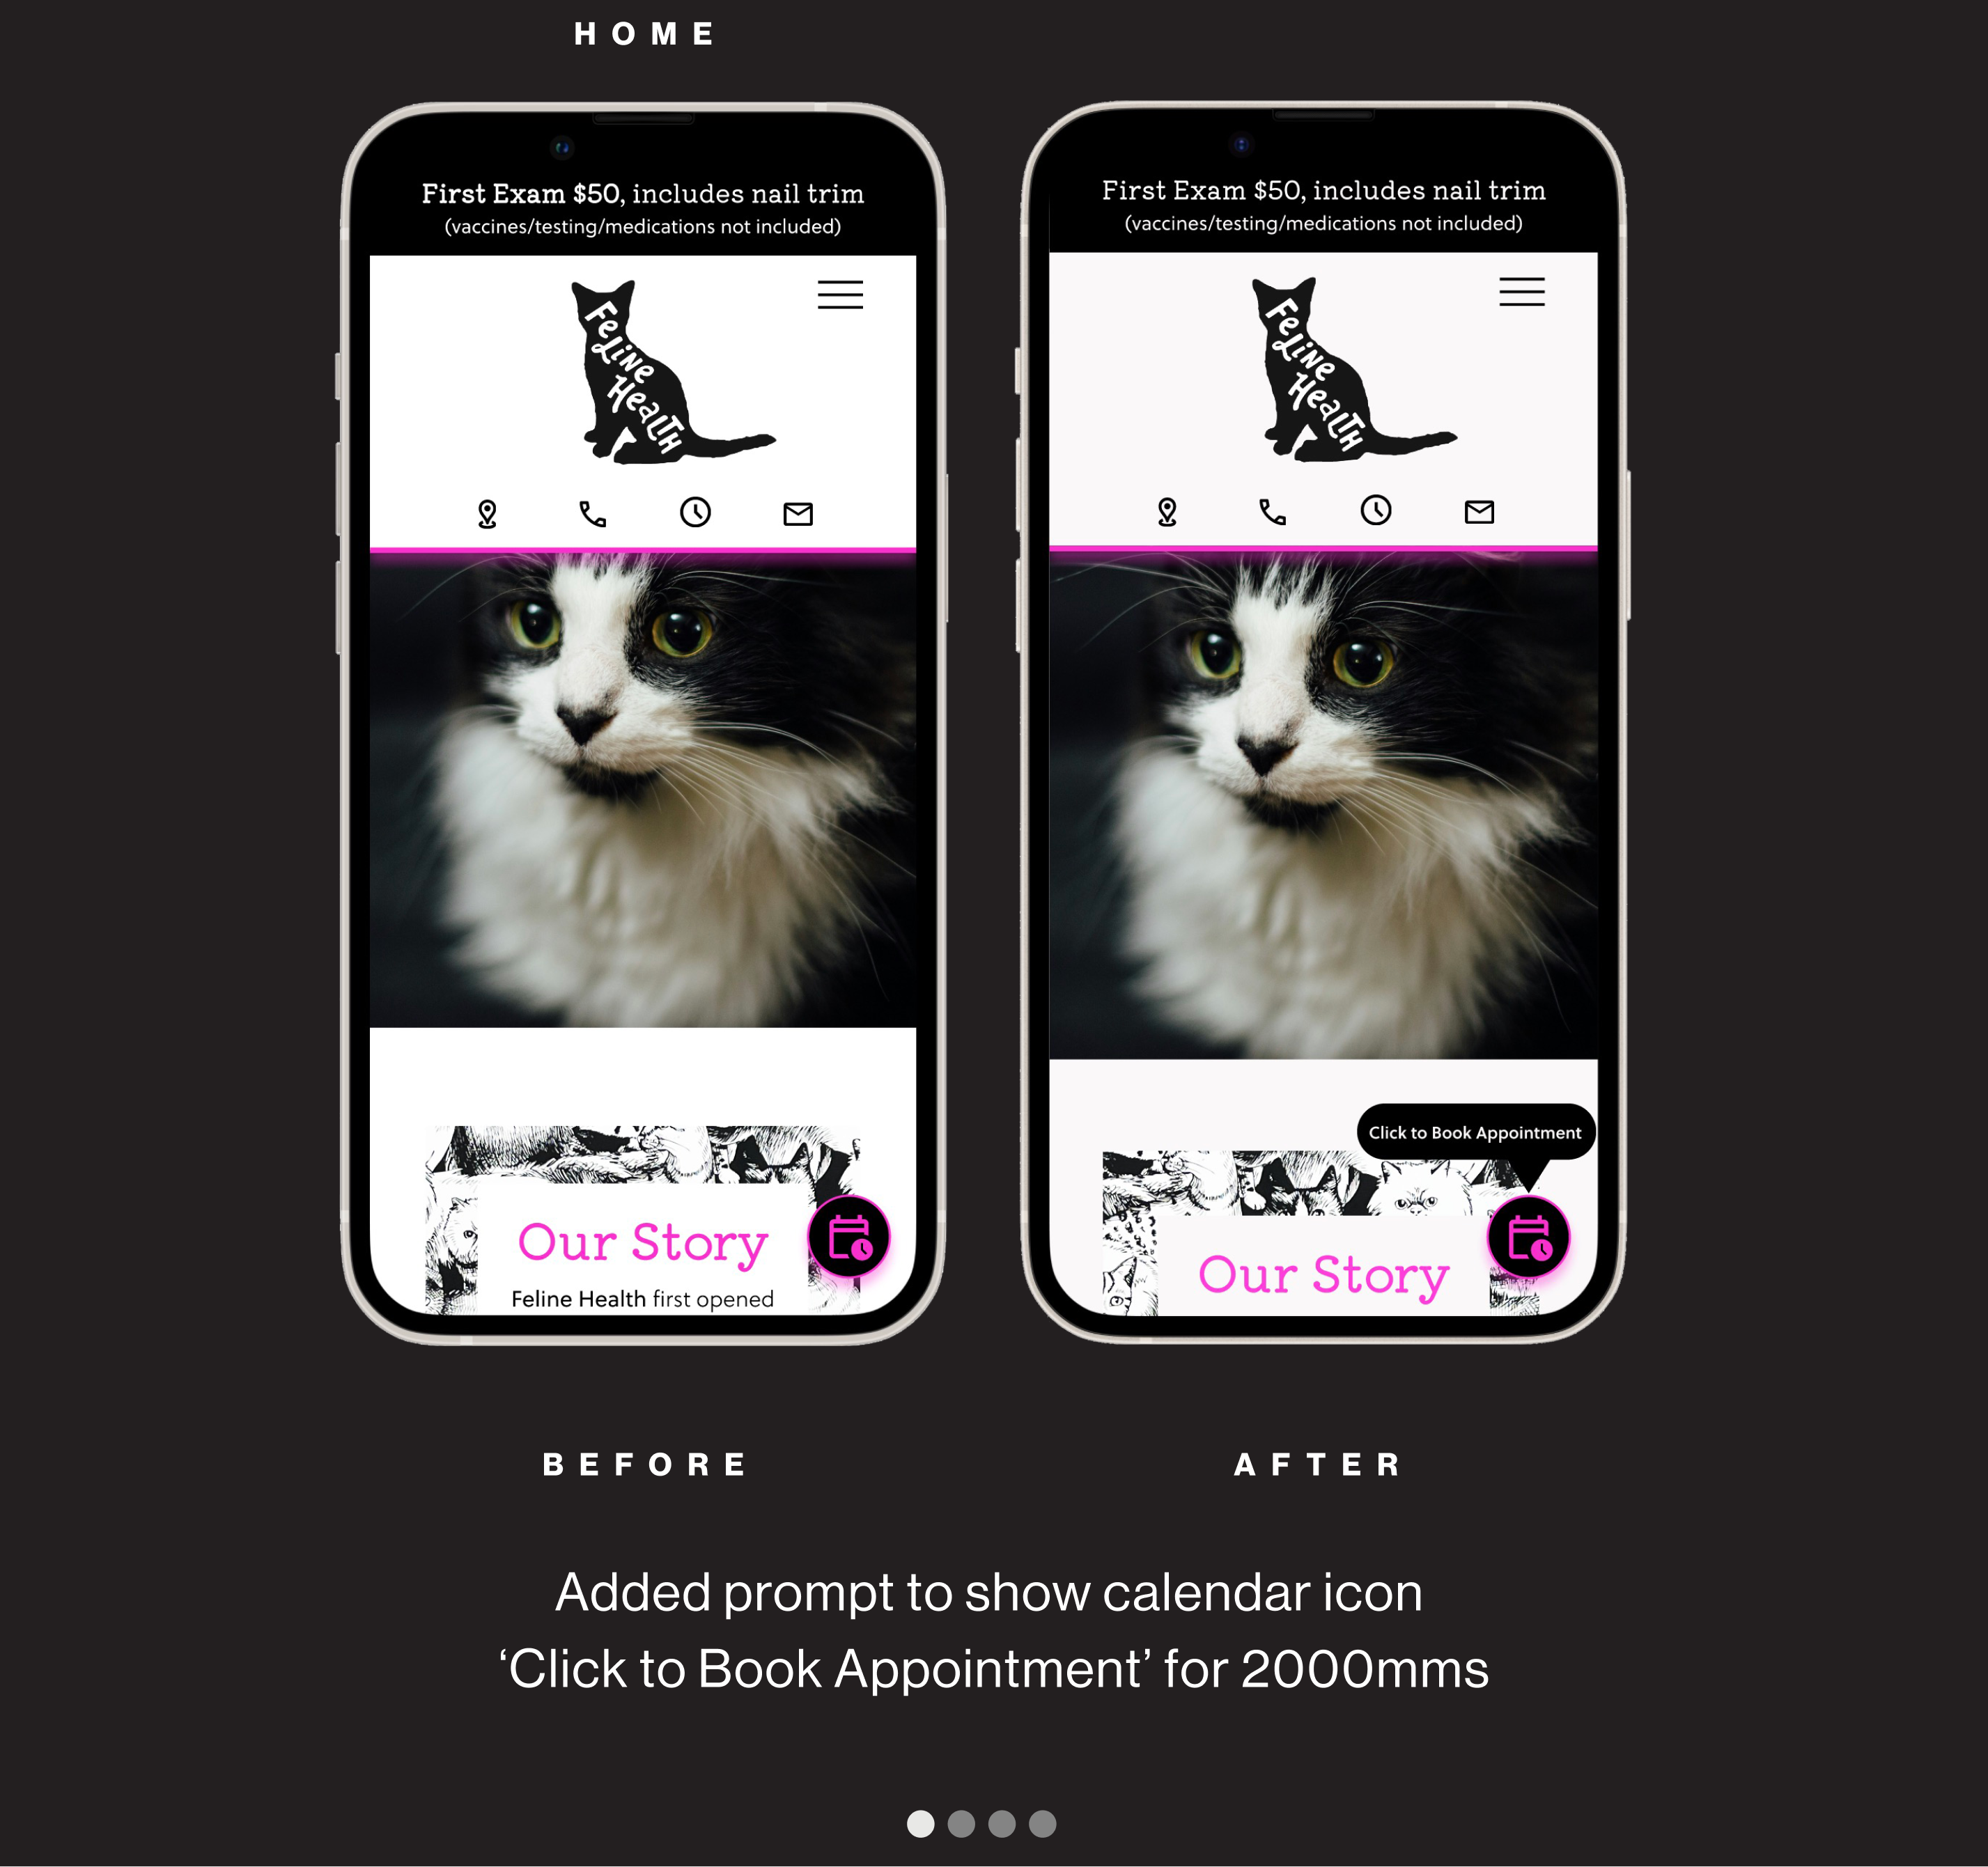 HOME
First Exam $50, includes nail trim
(vaccines/testing/medications not included)
Feline
Health
Our Story
Feline Health first opened
First Exam $50, includes nail trim
(vaccines/testing/medications not included)
Feline
Health
Click to Book Appointment
Our Story
BEFORE
AFTER
Added prompt to show calendar icon
‘Click to Book Appointment’ for 2000mms